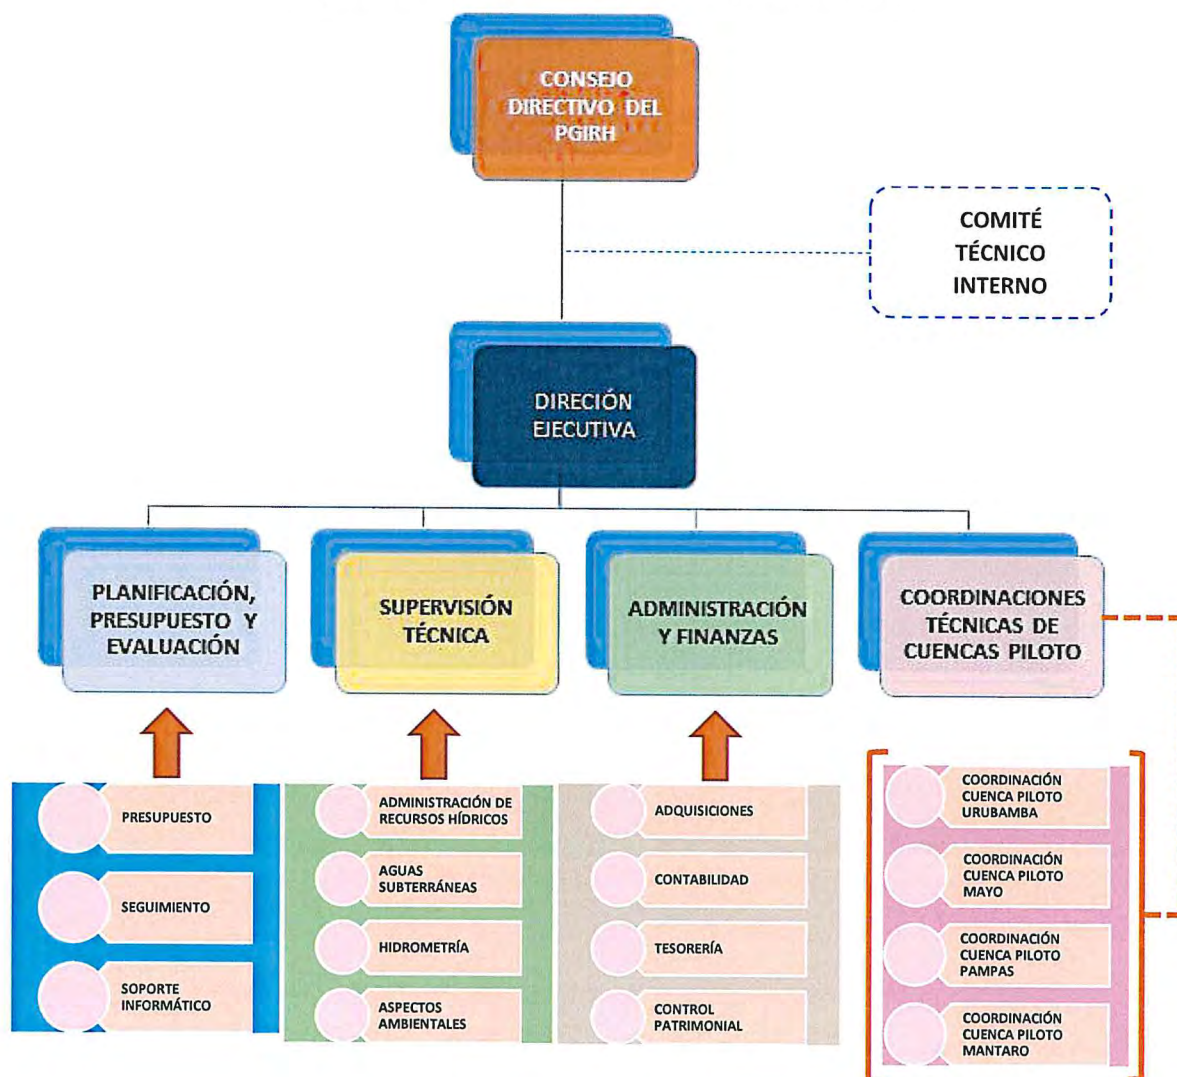 CONSEJO
DIRECTIVO DEL
PGIRH
COMITÉ
TÉCNICO
INTERNO
DIRECIÓN
EJECUTIVA
PLANIFICACIÓN,
PRESUPUESTO Y
EVALUACIÓN
SUPERVISIÓN
TÉCNICA
ADMINISTRACIÓN
Y FINANZAS
COORDINACIONES
TÉCNICAS DE
CUENCAS PILOTO
PRESUPUESTO
SEGUIMIENTO
SOPORTE
INFORMÁTICO
ADMINISTRACIÓN DE
RECURSOS HÍDRICOS
AGUAS
SUBTERRÁNEAS
HIDROMETRÍA
ASPECTOS
AMBIENTALES
ADQUISICIONES
CONTABILIDAD
TESORERÍA
CONTROL
PATRIMONIAL
COORDINACIÓN
CUENCA PILOTO
URUBAMBA
COORDINACIÓN
CUENCA PILOTO
MAYO
COORDINACIÓN
CUENCA PILOTO
PAMPAS
COORDINACIÓN
CUENCA PILOTO
MANTARO